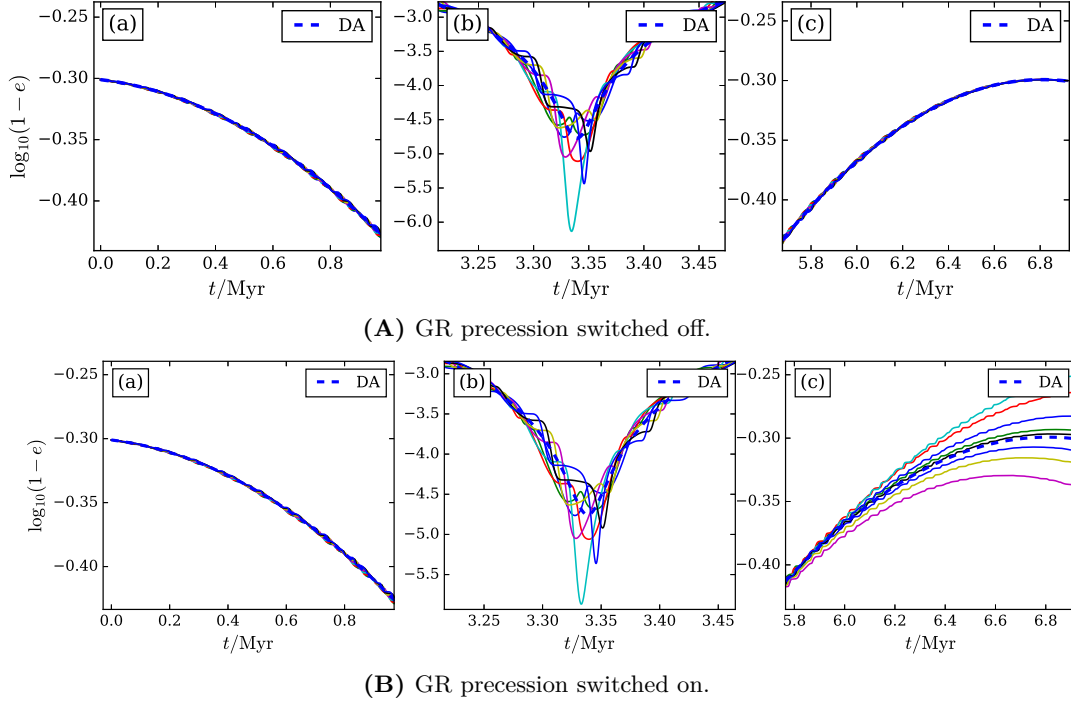 (a)
DA
(b)
DA
(c)
DA
log₁₀(1 − e)
−0.25
−0.30
−0.35
−0.40
−3.0
−3.5
−4.0
−4.5
−5.0
−5.5
−6.0
−0.25
−0.30
−0.35
−0.40
0.0 0.2 0.4 0.6 0.8
3.25 3.30 3.35 3.40 3.45
5.8 6.0 6.2 6.4 6.6 6.8
t/Myr
t/Myr
t/Myr
(A) GR precession switched off.
(a)
DA
(b)
DA
(c)
DA
log₁₀(1 − e)
−0.25
−0.30
−0.35
−0.40
−3.0
−3.5
−4.0
−4.5
−5.0
−5.5
−0.25
−0.30
−0.35
−0.40
0.0 0.2 0.4 0.6 0.8
3.25 3.30 3.35 3.40 3.45
5.8 6.0 6.2 6.4 6.6 6.8
t/Myr
t/Myr
t/Myr
(B) GR precession switched on.